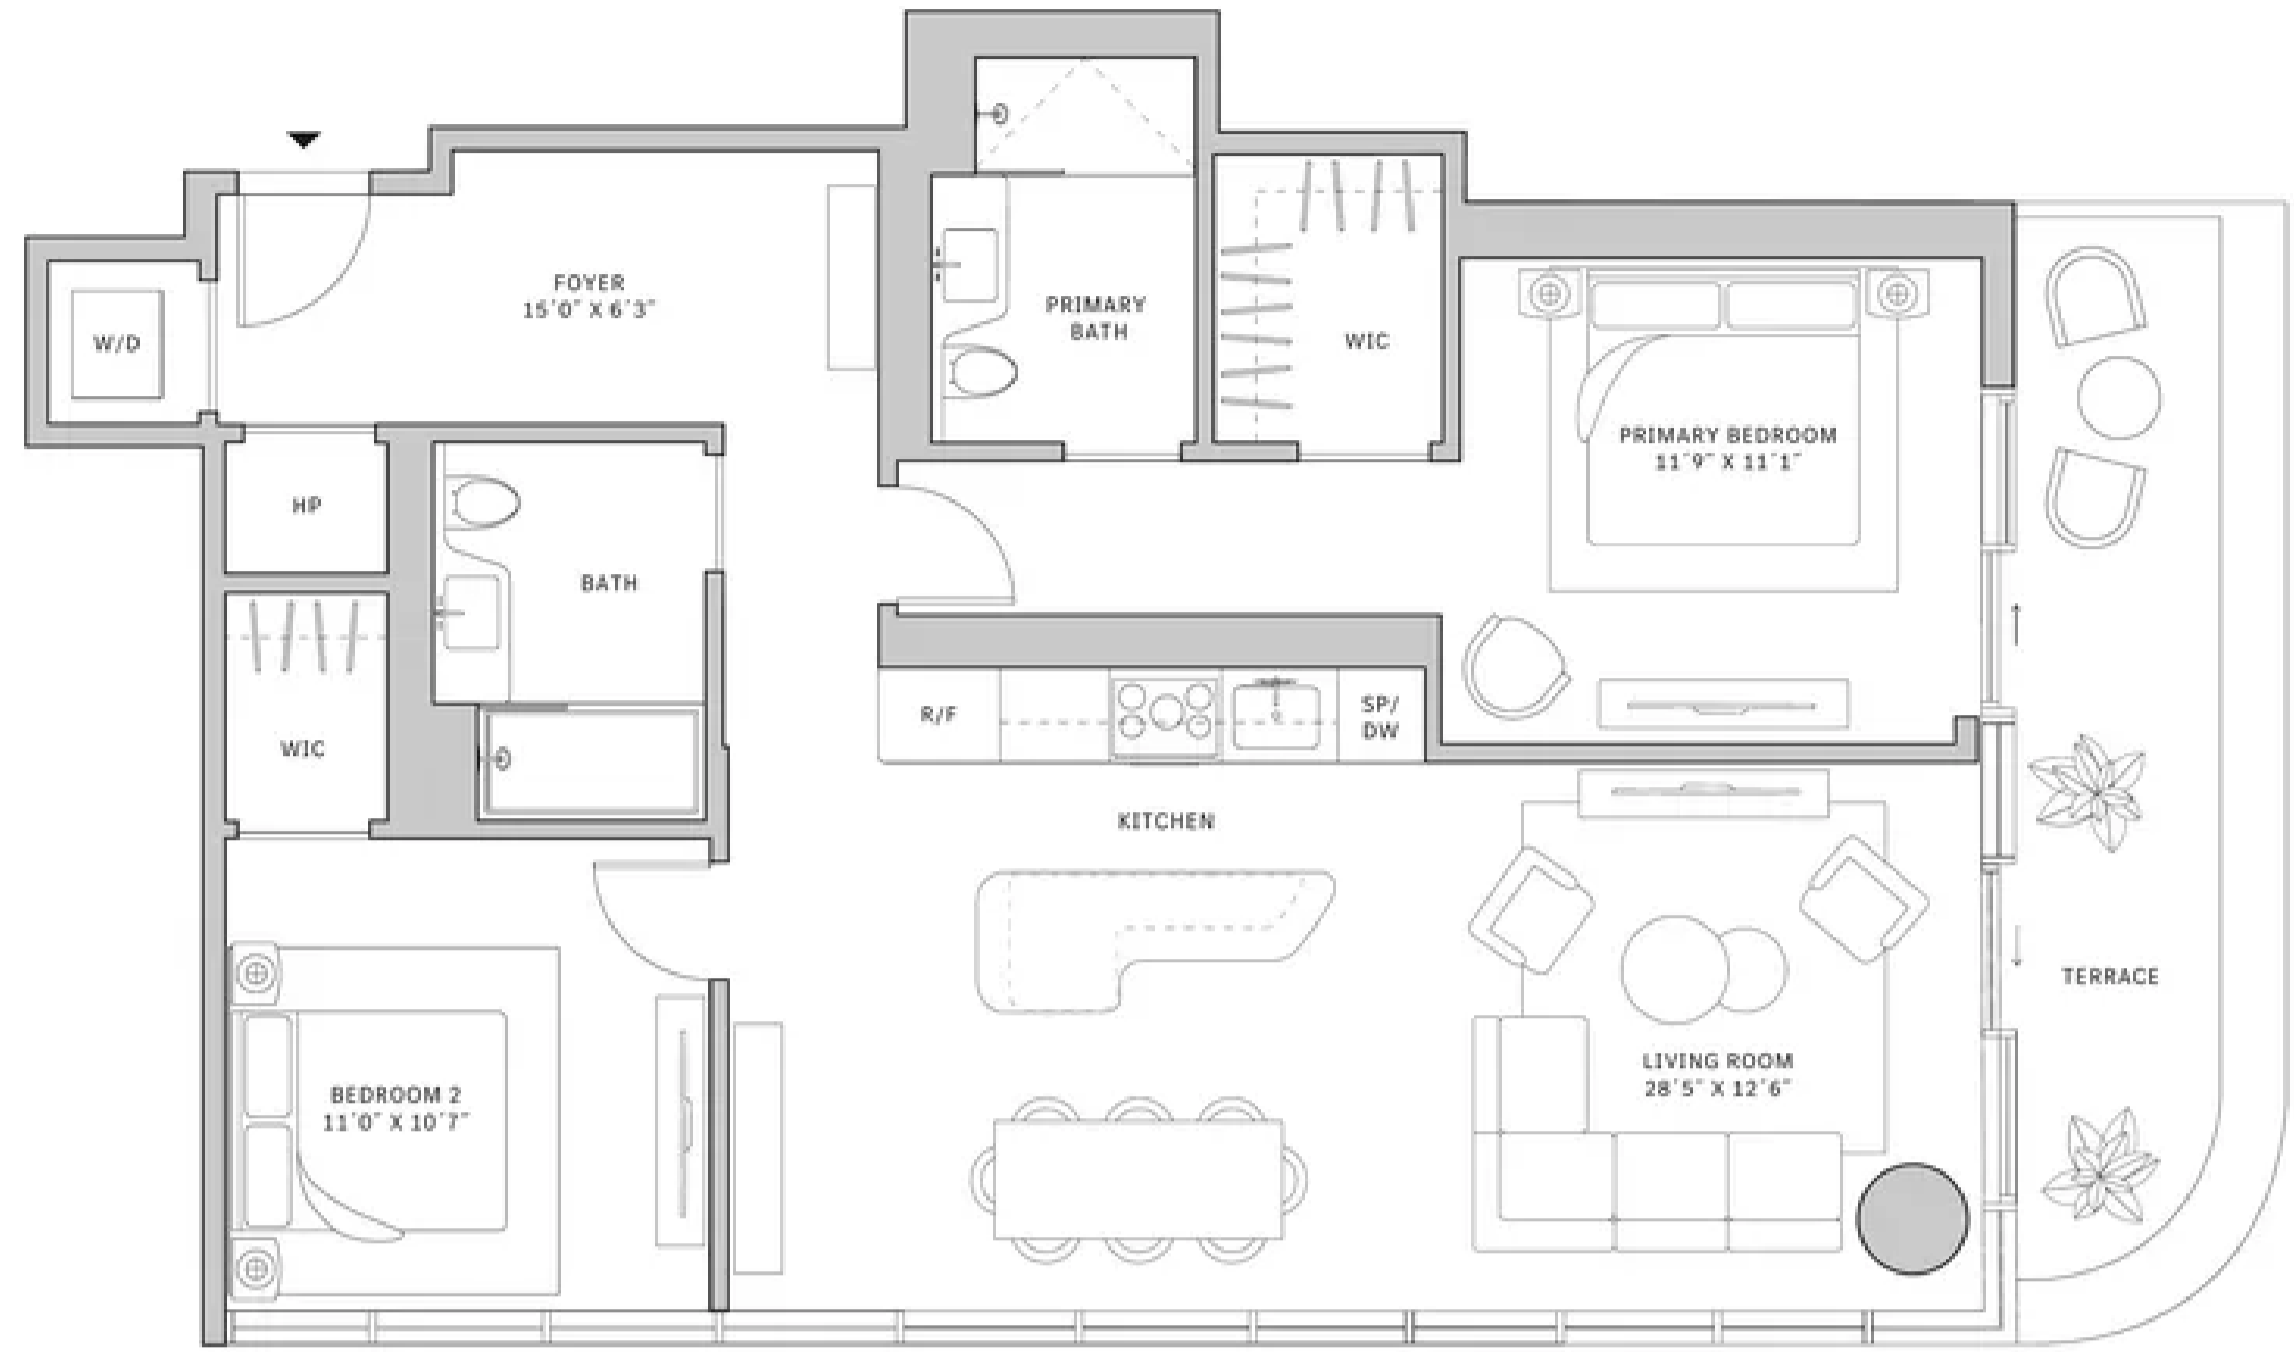 FOYER
15'0" X 6'3"
W/D
PRIMARY
BATH
WIC
PRIMARY BEDROOM
11'9" X 11'1"
HP
BATH
WIC
R/F
SP/
DW
KITCHEN
TERRACE
LIVING ROOM
28'5" X 12'6"
BEDROOM 2
11'0" X 10'7"